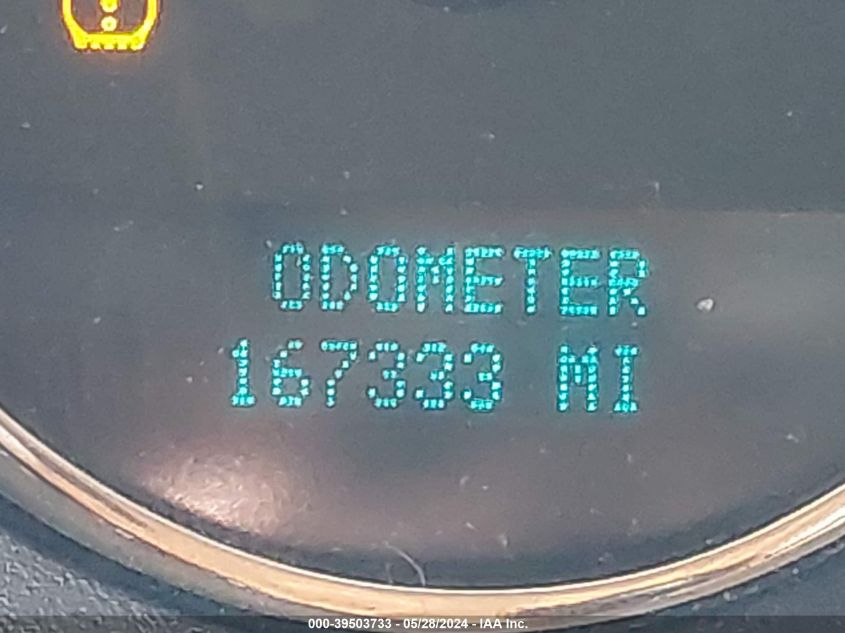 ODOMETER
167333 MI
000-39503733 - 05/28/2024 - IAA Inc.